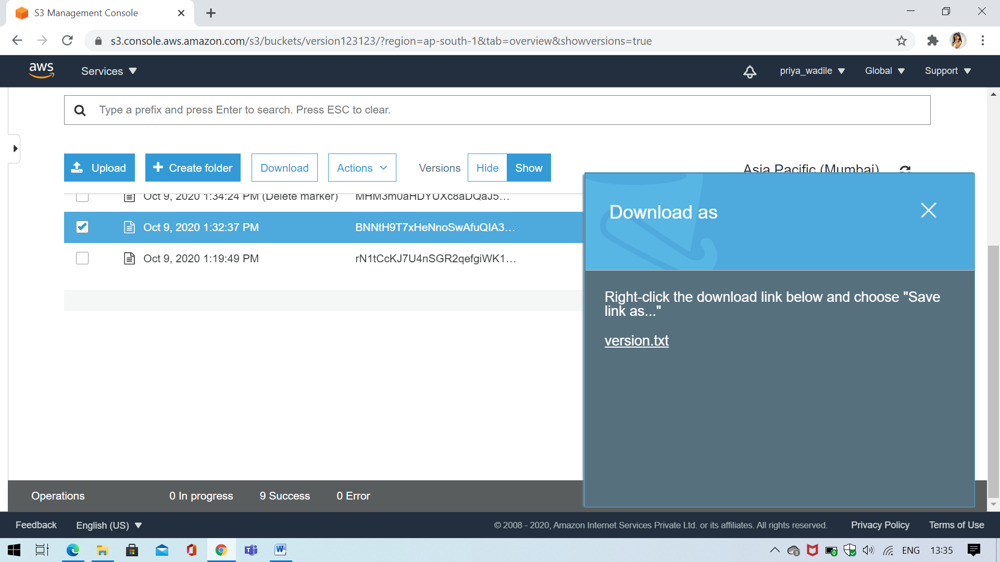 S3 Management Console
s3.console.aws.amazon.com/s3/buckets/version123123/?region=ap-south-1&tab=overview&showversions=true
aws Services priya_wadile Global Support
Type a prefix and press Enter to search. Press ESC to clear.
Upload Create folder Download Actions Versions Hide Show Asia Pacific (Mumbai)
Oct 9, 2020 1:34:24 PM (Delete marker) MHM3m0aHDYUXc8aDQaJ5...
Oct 9, 2020 1:32:37 PM BNNtH9T7xHeNnoSwAfuQIA3...
Oct 9, 2020 1:19:49 PM rN1tCcKJ7U4nSGR2qefgiWK1...
Download as
Right-click the download link below and choose "Save
link as..."
version.txt
Operations 0 In progress 9 Success 0 Error
Feedback English (US) © 2008 - 2020, Amazon Internet Services Private Ltd. or its affiliates. All rights reserved. Privacy Policy Terms of Use
ENG 13:35